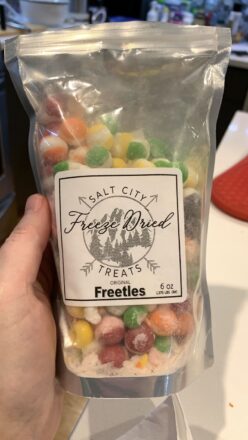 SALT CITY
Freeze Dried
TREATS
ORIGINAL
Freetles
6 oz